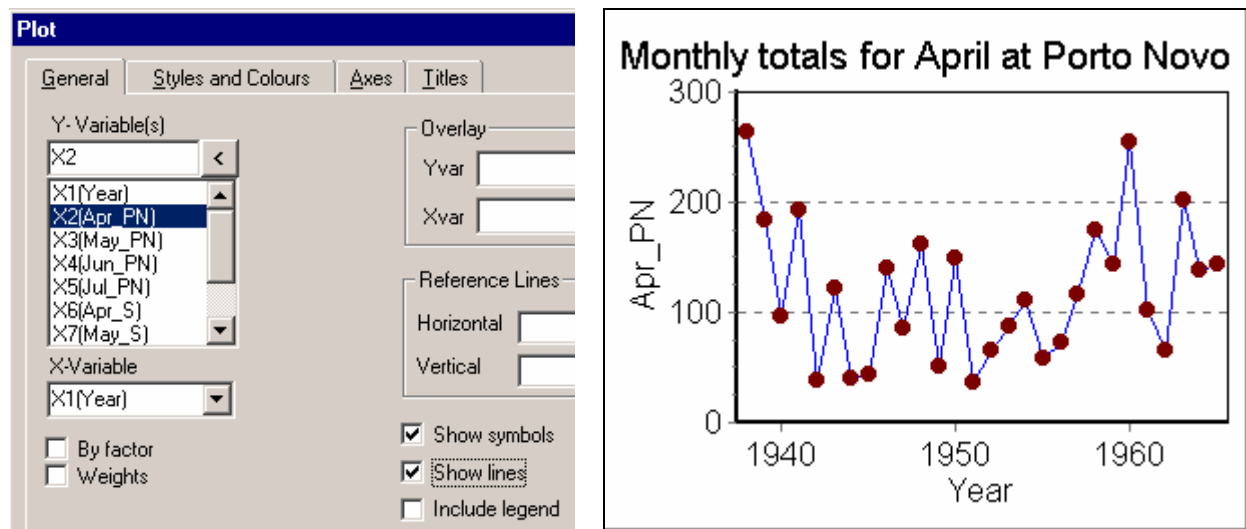 Plot
General Styles and Colours Axes Titles
Y- Variable(s)
X2 <
X1(Year)
X2(Apr_PN)
X3(May_PN)
X4(Jun_PN)
X5(Jul_PN)
X6(Apr_S)
X7(May_S)
X-Variable
X1(Year)
By factor
Weights
Overlay
Yvar
Xvar
Reference Lines
Horizontal
Vertical
Show symbols
Show lines
Include legend
Monthly totals for April at Porto Novo
300
200
100
0
Apr_PN
1940 1950 1960
Year